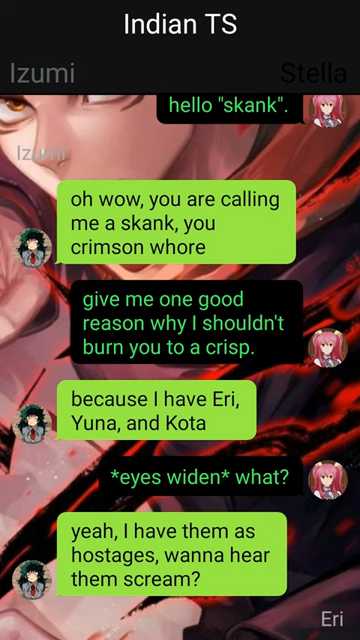 Indian TS
Izumi
Stella
hello "skank".
Izumi
oh wow, you are calling
me a skank, you
crimson whore
give me one good
reason why I shouldn't
burn you to a crisp.
because I have Eri,
Yuna, and Kota
*eyes widen* what?
yeah, I have them as
hostages, wanna hear
them scream?
Eri